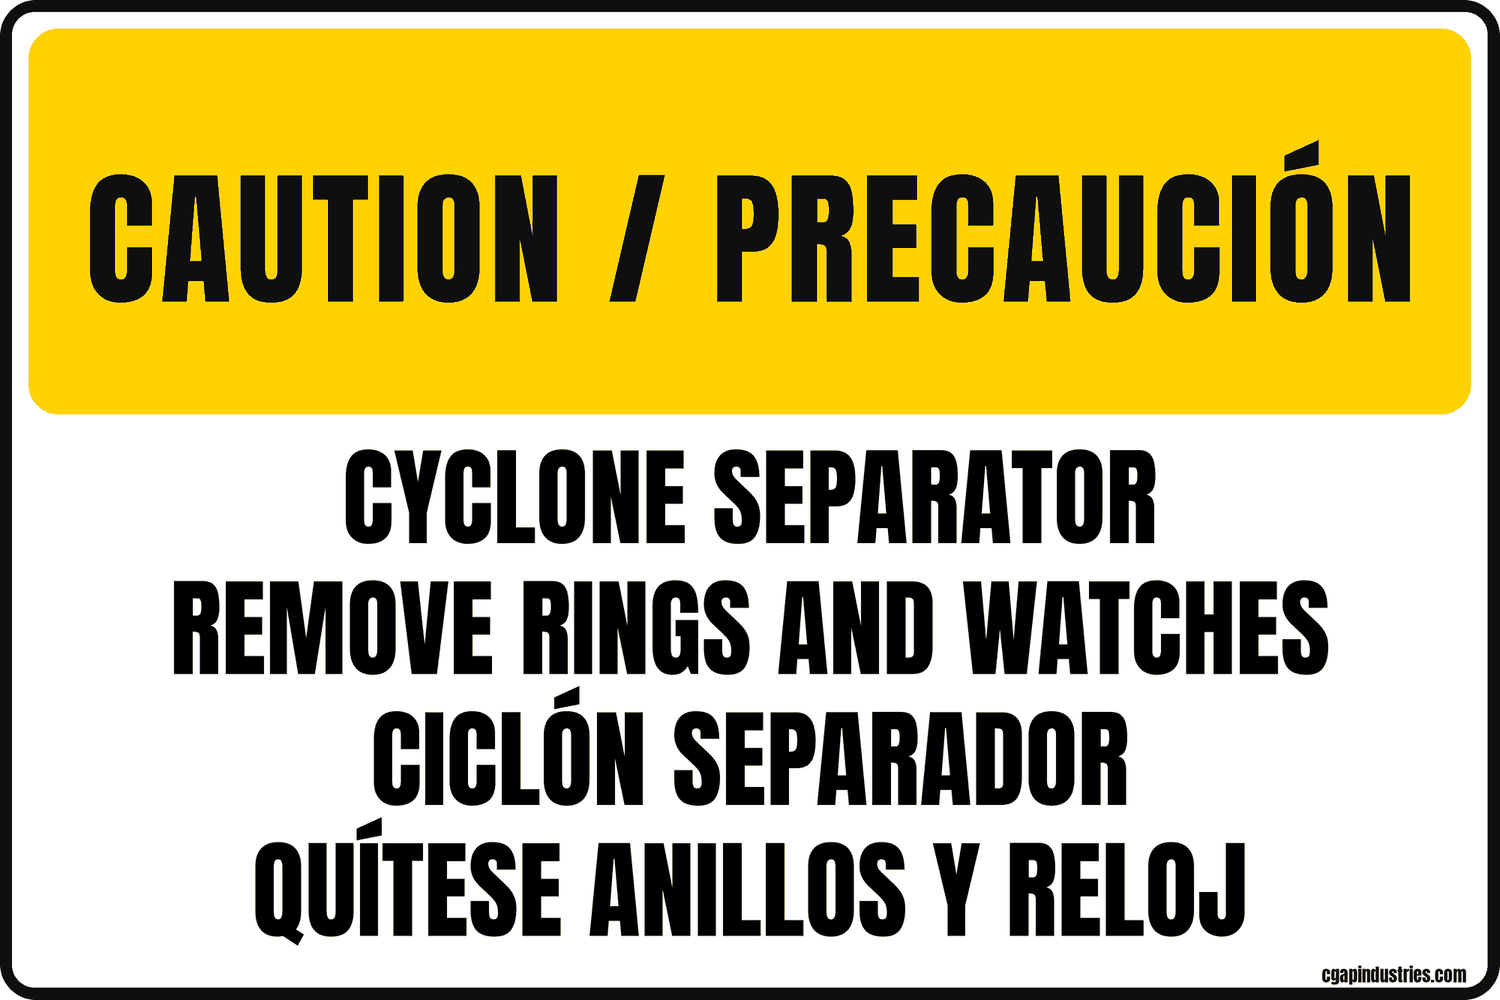 CAUTION / PRECAUCIÓN
CYCLONE SEPARATOR
REMOVE RINGS AND WATCHES
CICLÓN SEPARADOR
QUÍTESE ANILLOS Y RELOJ
cgapindustries.com